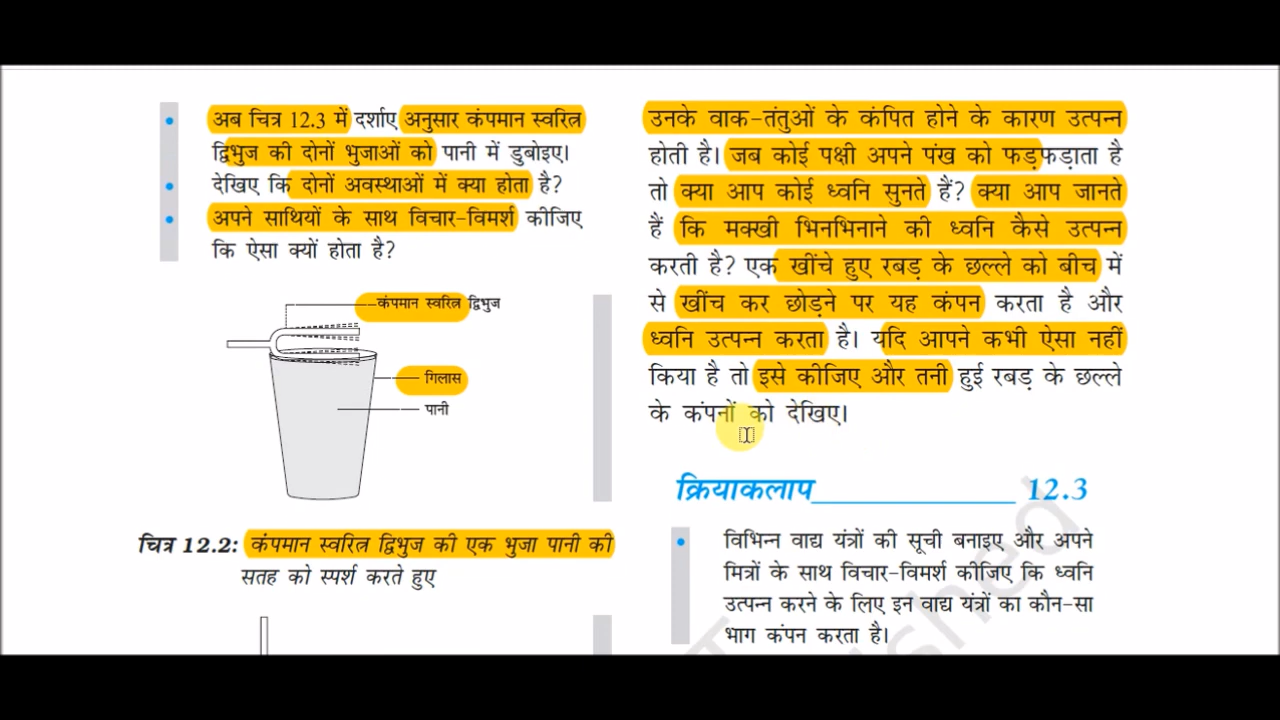 अब चित्र 12.3 में दर्शाए अनुसार कंपमान स्वरित्र
द्विभुज की दोनों भुजाओं को पानी में डुबोइए।
देखिए कि दोनों अवस्थाओं में क्या होता है?
अपने साथियों के साथ विचार-विमर्श कीजिए
कि ऐसा क्यों होता है?
कंपमान स्वरित्र द्विभुज
गिलास
पानी
चित्र 12.2: कंपमान स्वरित्र द्विभुज की एक भुजा पानी की
सतह को स्पर्श करते हुए
उनके वाक-तंतुओं के कंपित होने के कारण उत्पन्न
होती है। जब कोई पक्षी अपने पंख को फड़फड़ाता है
तो क्या आप कोई ध्वनि सुनते हैं? क्या आप जानते
हैं कि मक्खी भिनभिनाने की ध्वनि कैसे उत्पन्न
करती है? एक खींचे हुए रबड़ के छल्ले को बीच में
से खींच कर छोड़ने पर यह कंपन करता है और
ध्वनि उत्पन्न करता है। यदि आपने कभी ऐसा नहीं
किया है तो इसे कीजिए और तनी हुई रबड़ के छल्ले
के कंपनों को देखिए।
क्रियाकलाप 12.3
विभिन्न वाद्य यंत्रों की सूची बनाइए और अपने
मित्रों के साथ विचार-विमर्श कीजिए कि ध्वनि
उत्पन्न करने के लिए इन वाद्य यंत्रों का कौन-सा
भाग कंपन करता है।